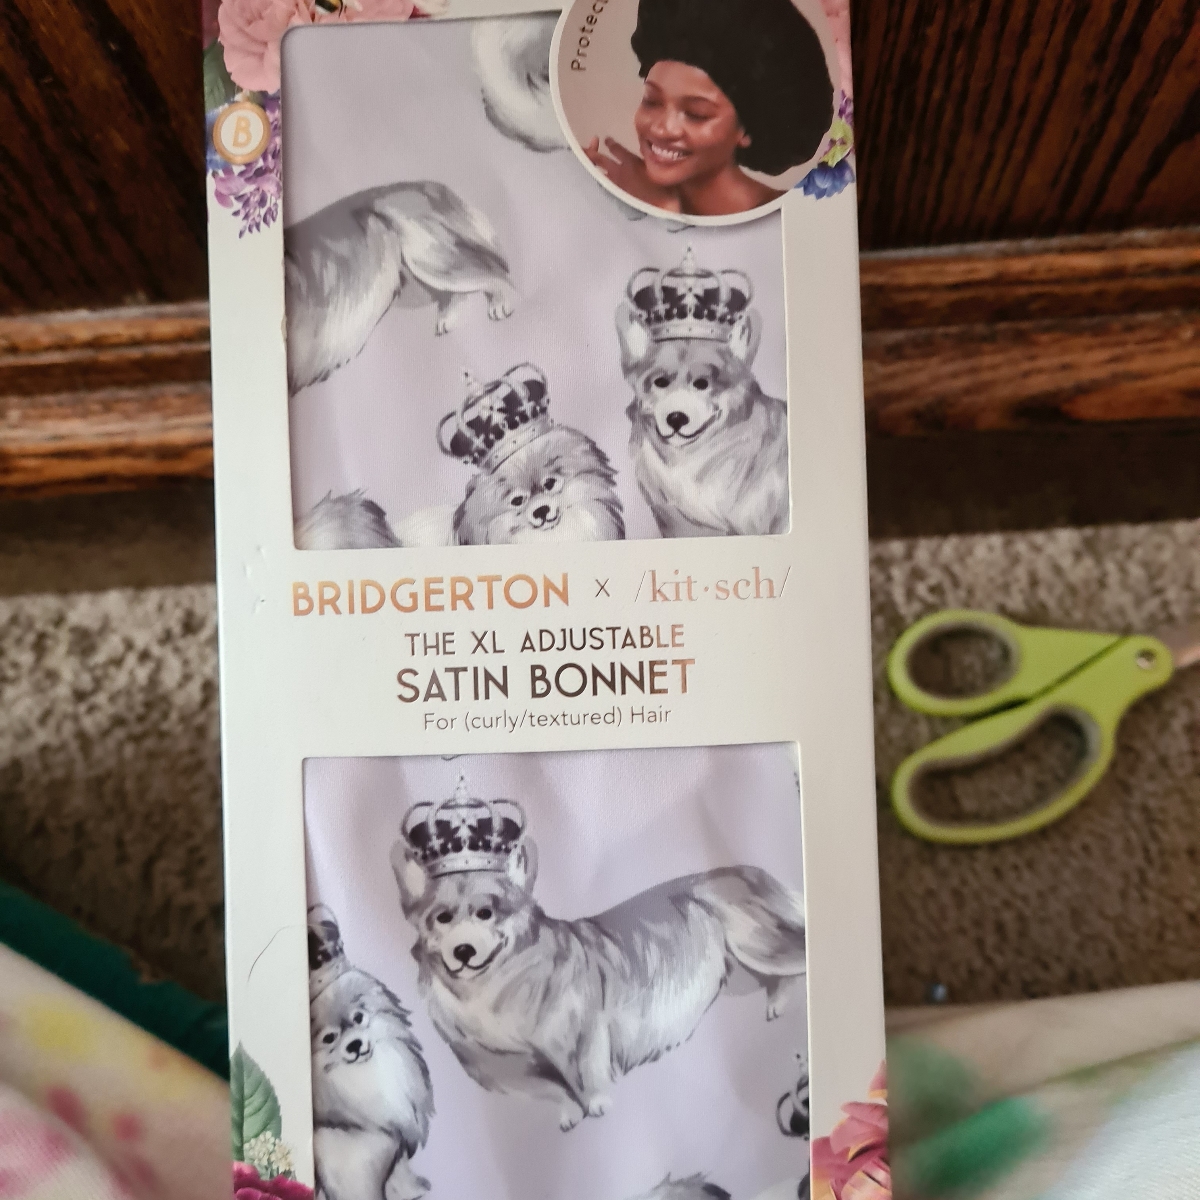 B
BRIDGERTON x /kit·sch/
THE XL ADJUSTABLE
SATIN BONNET
For (curly/textured) Hair